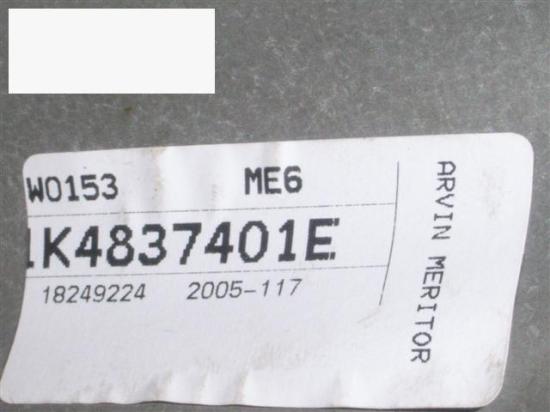 W0153 ME6
1K4837401E
18249224 2005-117
ARVIN MERITOR